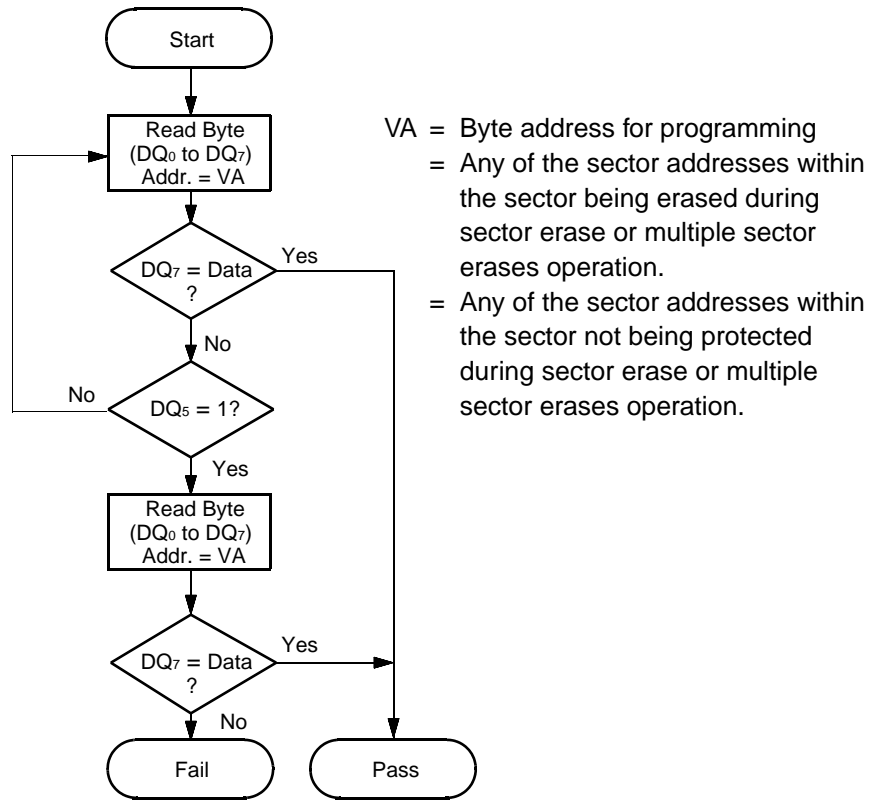 Start
Read Byte
(DQ0 to DQ7)
Addr. = VA
DQ7 = Data
?
Yes
No
DQ5 = 1?
No
Yes
Read Byte
(DQ0 to DQ7)
Addr. = VA
DQ7 = Data
?
Yes
No
Fail
Pass
VA = Byte address for programming
= Any of the sector addresses within
the sector being erased during
sector erase or multiple sector
erases operation.
= Any of the sector addresses within
the sector not being protected
during sector erase or multiple
sector erases operation.